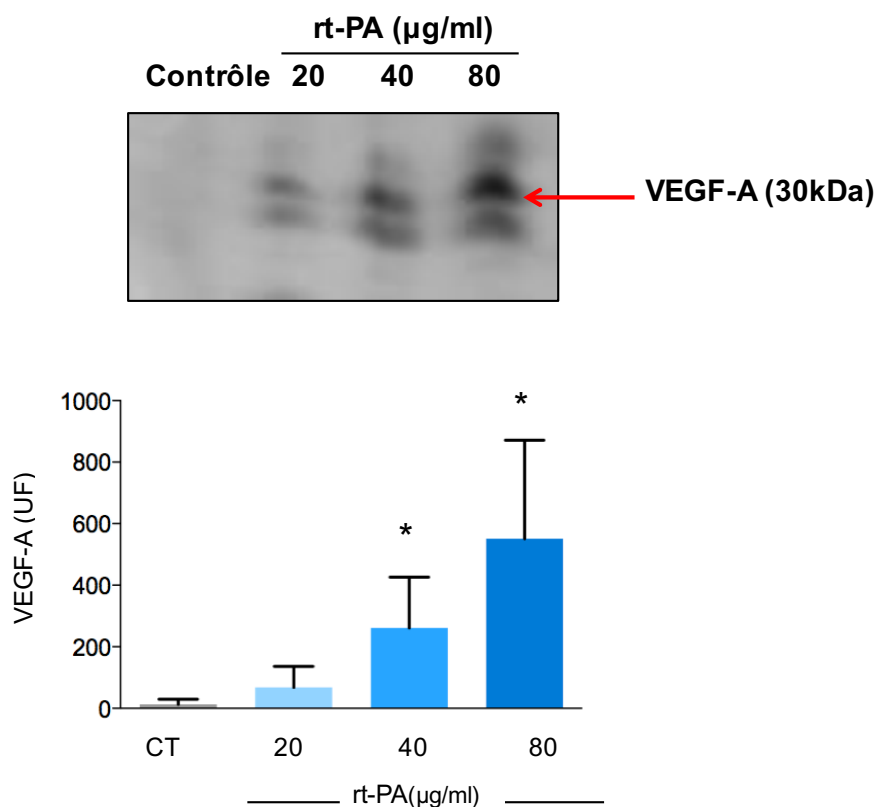 rt-PA (µg/ml)
Contrôle 20 40 80
VEGF-A (30kDa)
VEGF-A (UF)
1000
800
600
400
200
0
*
*
CT 20 40 80
rt-PA(µg/ml)